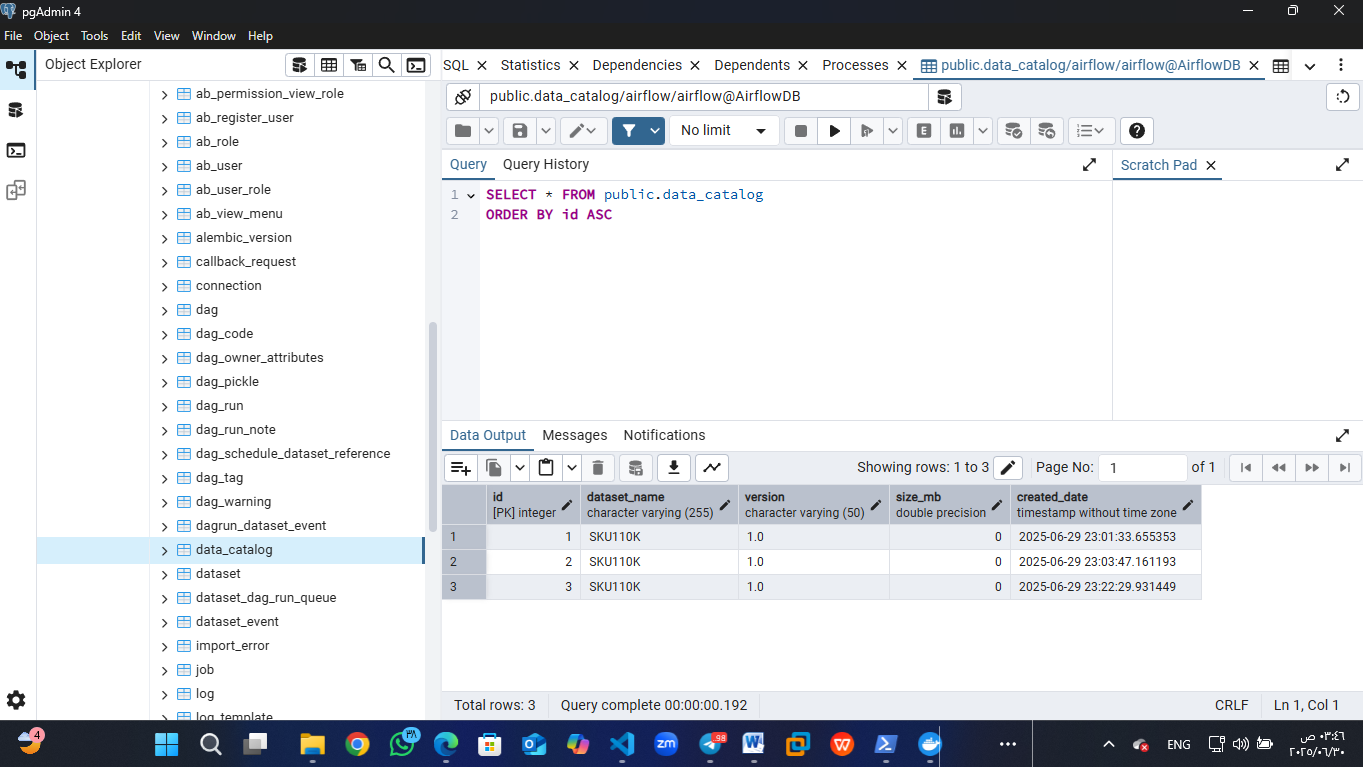 pgAdmin 4
File Object Tools Edit View Window Help
Object Explorer
SQL Statistics Dependencies Dependents Processes public.data_catalog/airflow/airflow@AirflowDB
public.data_catalog/airflow/airflow@AirflowDB
No limit
E
Query Query History
Scratch Pad
1 SELECT * FROM public.data_catalog
2 ORDER BY id ASC
ab_permission_view_role
ab_register_user
ab_role
ab_user
ab_user_role
ab_view_menu
alembic_version
callback_request
connection
dag
dag_code
dag_owner_attributes
dag_pickle
dag_run
dag_run_note
dag_schedule_dataset_reference
dag_tag
dag_warning
dagrun_dataset_event
data_catalog
dataset
dataset_dag_run_queue
dataset_event
import_error
job
log
log_template
Data Output Messages Notifications
Showing rows: 1 to 3 Page No: 1 of 1
id dataset_name version size_mb created_date
[PK] integer character varying (255) character varying (50) double precision timestamp without time zone
1 1 SKU110K 1.0 0 2025-06-29 23:01:33.655353
2 2 SKU110K 1.0 0 2025-06-29 23:03:47.161193
3 3 SKU110K 1.0 0 2025-06-29 23:22:29.931449
Total rows: 3 Query complete 00:00:00.192 CRLF Ln 1, Col 1
4
٣٨
zm
98
W
ENG
٠٣:٤٦ ص
٢٠٢٥/٠٦/٣٠